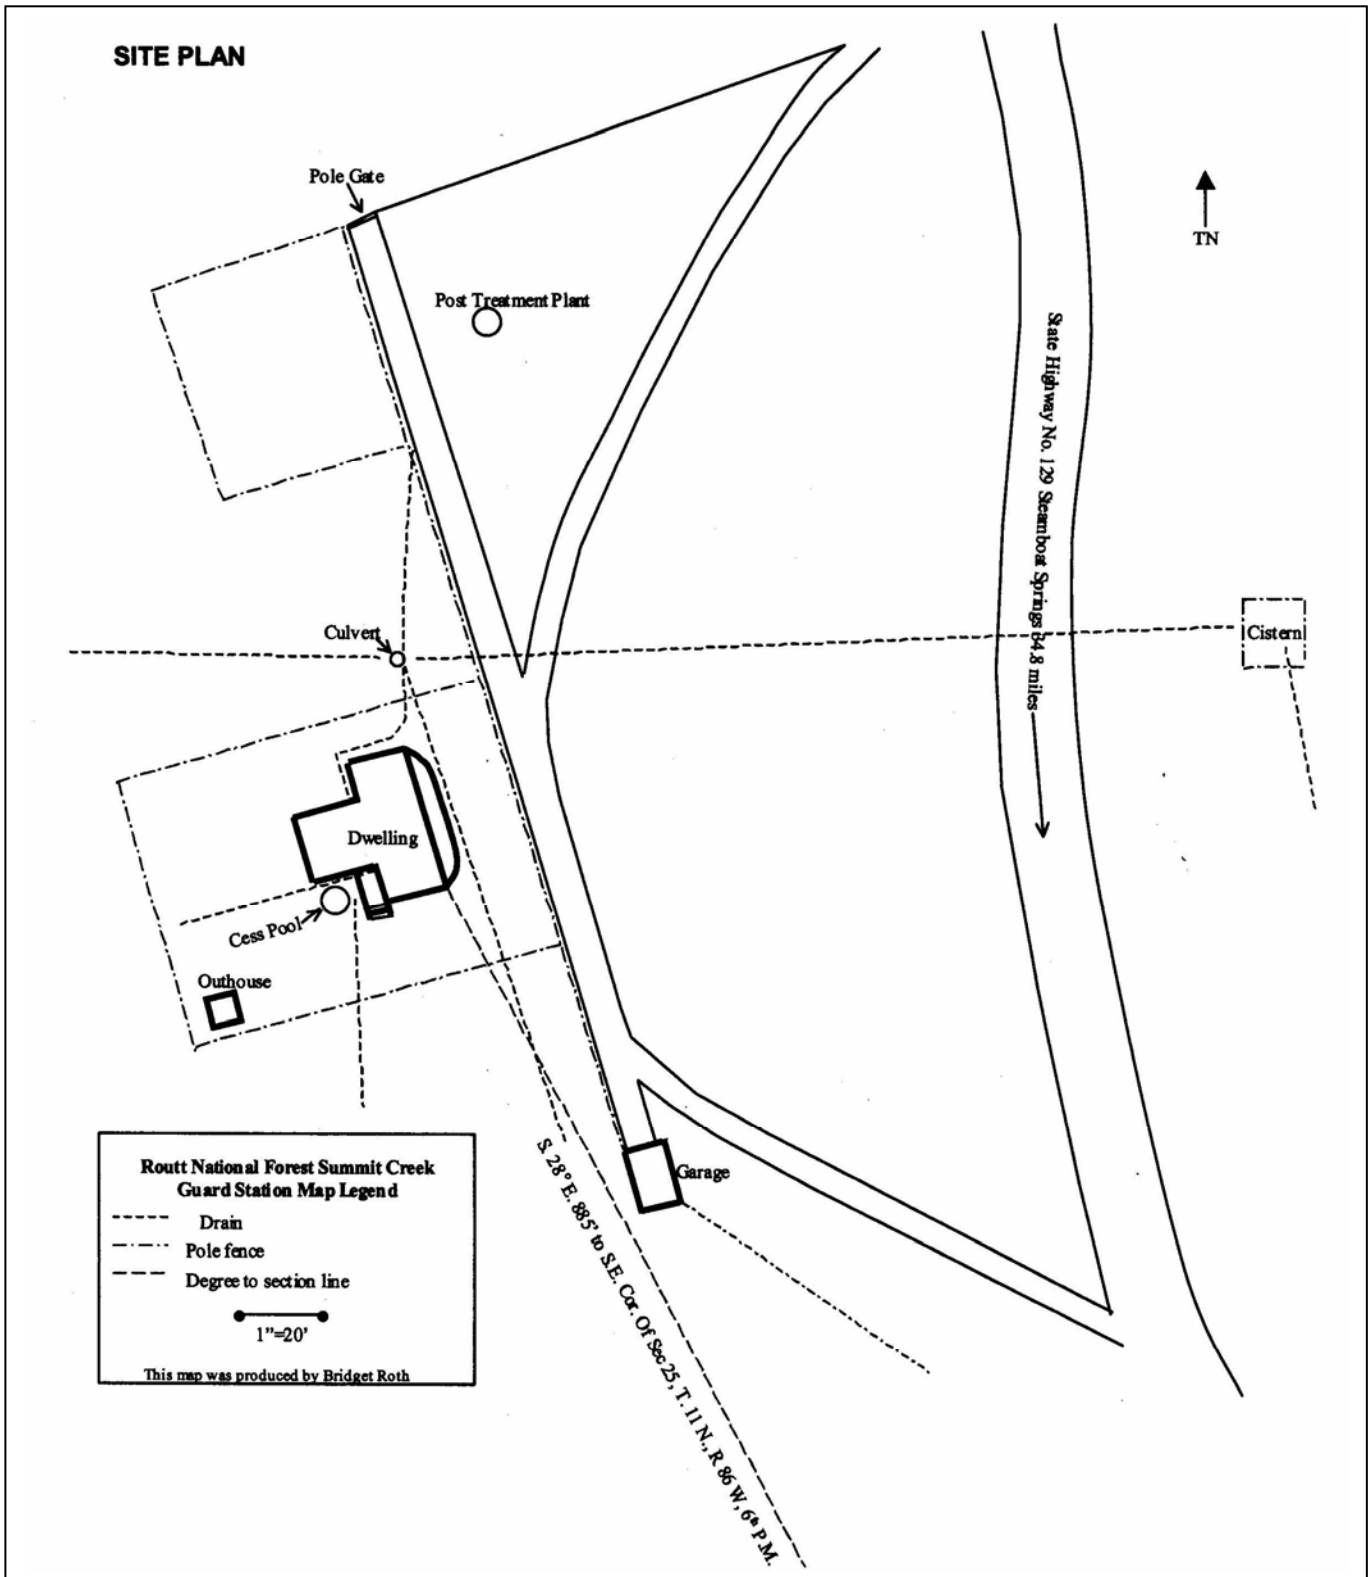 SITE PLAN
Pole Gate
TN
Post Treatment Plant
State Highway No. 129 Steamboat Springs 64.8 miles
Culvert
Cistern
Dwelling
Cess Pool
Outhouse
Garage
S. 28° E. 885' to S.E. Cor. Of Sec 25, T. 11 N., R 86 W, 6th P.M.
Routt National Forest Summit Creek
Guard Station Map Legend
Drain
Pole fence
Degree to section line
1"=20'
This map was produced by Bridget Roth